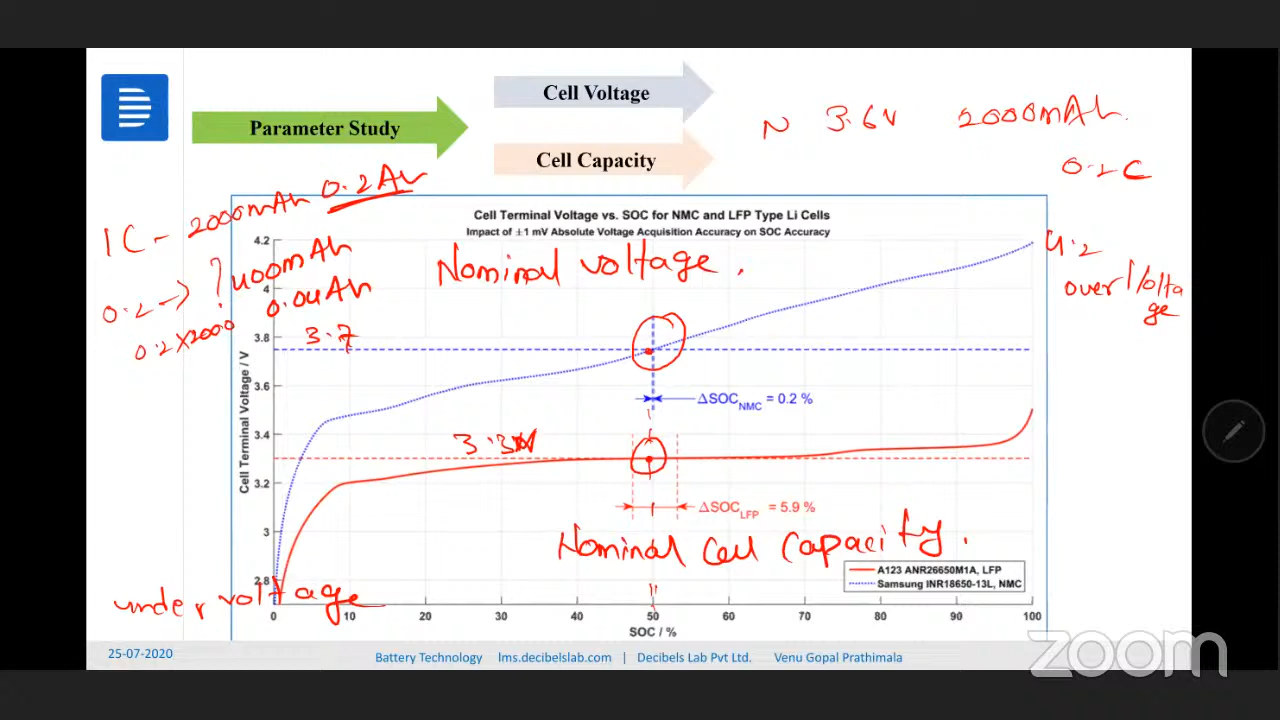 Cell Voltage
Parameter Study
Cell Capacity
N 3.6V 2000mAh.
0.2C
1C - 2000mAh 0.2Ah
0.2 → ? 400mAh
0.2x2000 0.04Ah
3.7
Cell Terminal Voltage vs. SOC for NMC and LFP Type Li Cells
Impact of ±1 mV Absolute Voltage Acquisition Accuracy on SOC Accuracy
Nominal voltage.
4.2
over Voltage
4.2
4
3.8
3.6
3.4
3.2
3
2.8
Cell Terminal Voltage / V
ΔSOCNMC = 0.2 %
3.3V
ΔSOCLFP = 5.9 %
Nominal Cell Capacity.
A123 ANR26650M1A, LFP
Samsung INR18650-13L, NMC
under voltage
0 10 20 30 40 50 60 70 80 90 100
SOC / %
25-07-2020
Battery Technology lms.decibelslab.com | Decibels Lab Pvt Ltd. Venu Gopal Prathimala
zoom